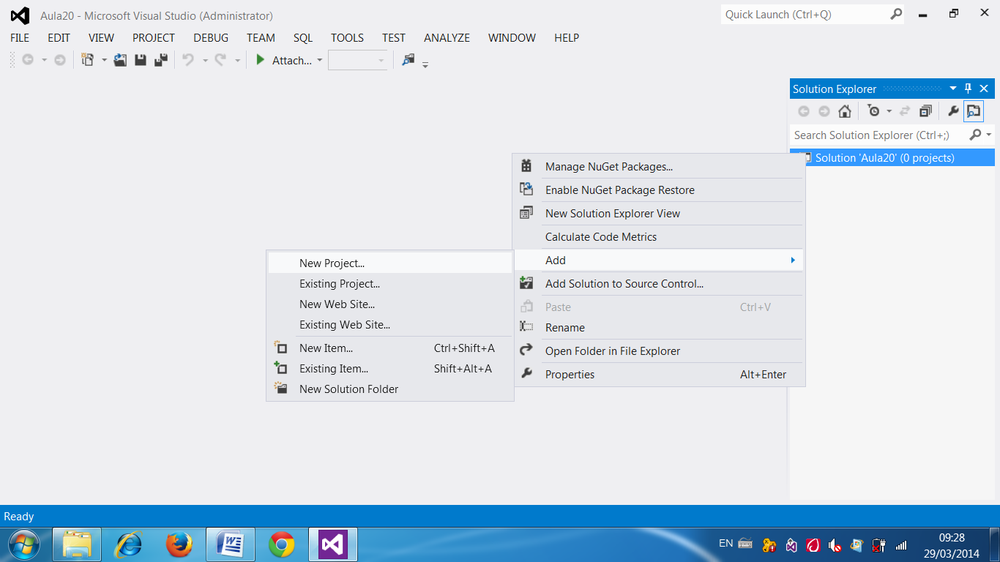 Aula20 - Microsoft Visual Studio (Administrator)
Quick Launch (Ctrl+Q)
FILE EDIT VIEW PROJECT DEBUG TEAM SQL TOOLS TEST ANALYZE WINDOW HELP
Attach...
Solution Explorer
Search Solution Explorer (Ctrl+;)
Solution 'Aula20' (0 projects)
Manage NuGet Packages...
Enable NuGet Package Restore
New Solution Explorer View
Calculate Code Metrics
Add
Add Solution to Source Control...
Paste Ctrl+V
Rename
Open Folder in File Explorer
Properties Alt+Enter
New Project...
Existing Project...
New Web Site...
Existing Web Site...
New Item... Ctrl+Shift+A
Existing Item... Shift+Alt+A
New Solution Folder
Ready
EN
09:28
29/03/2014